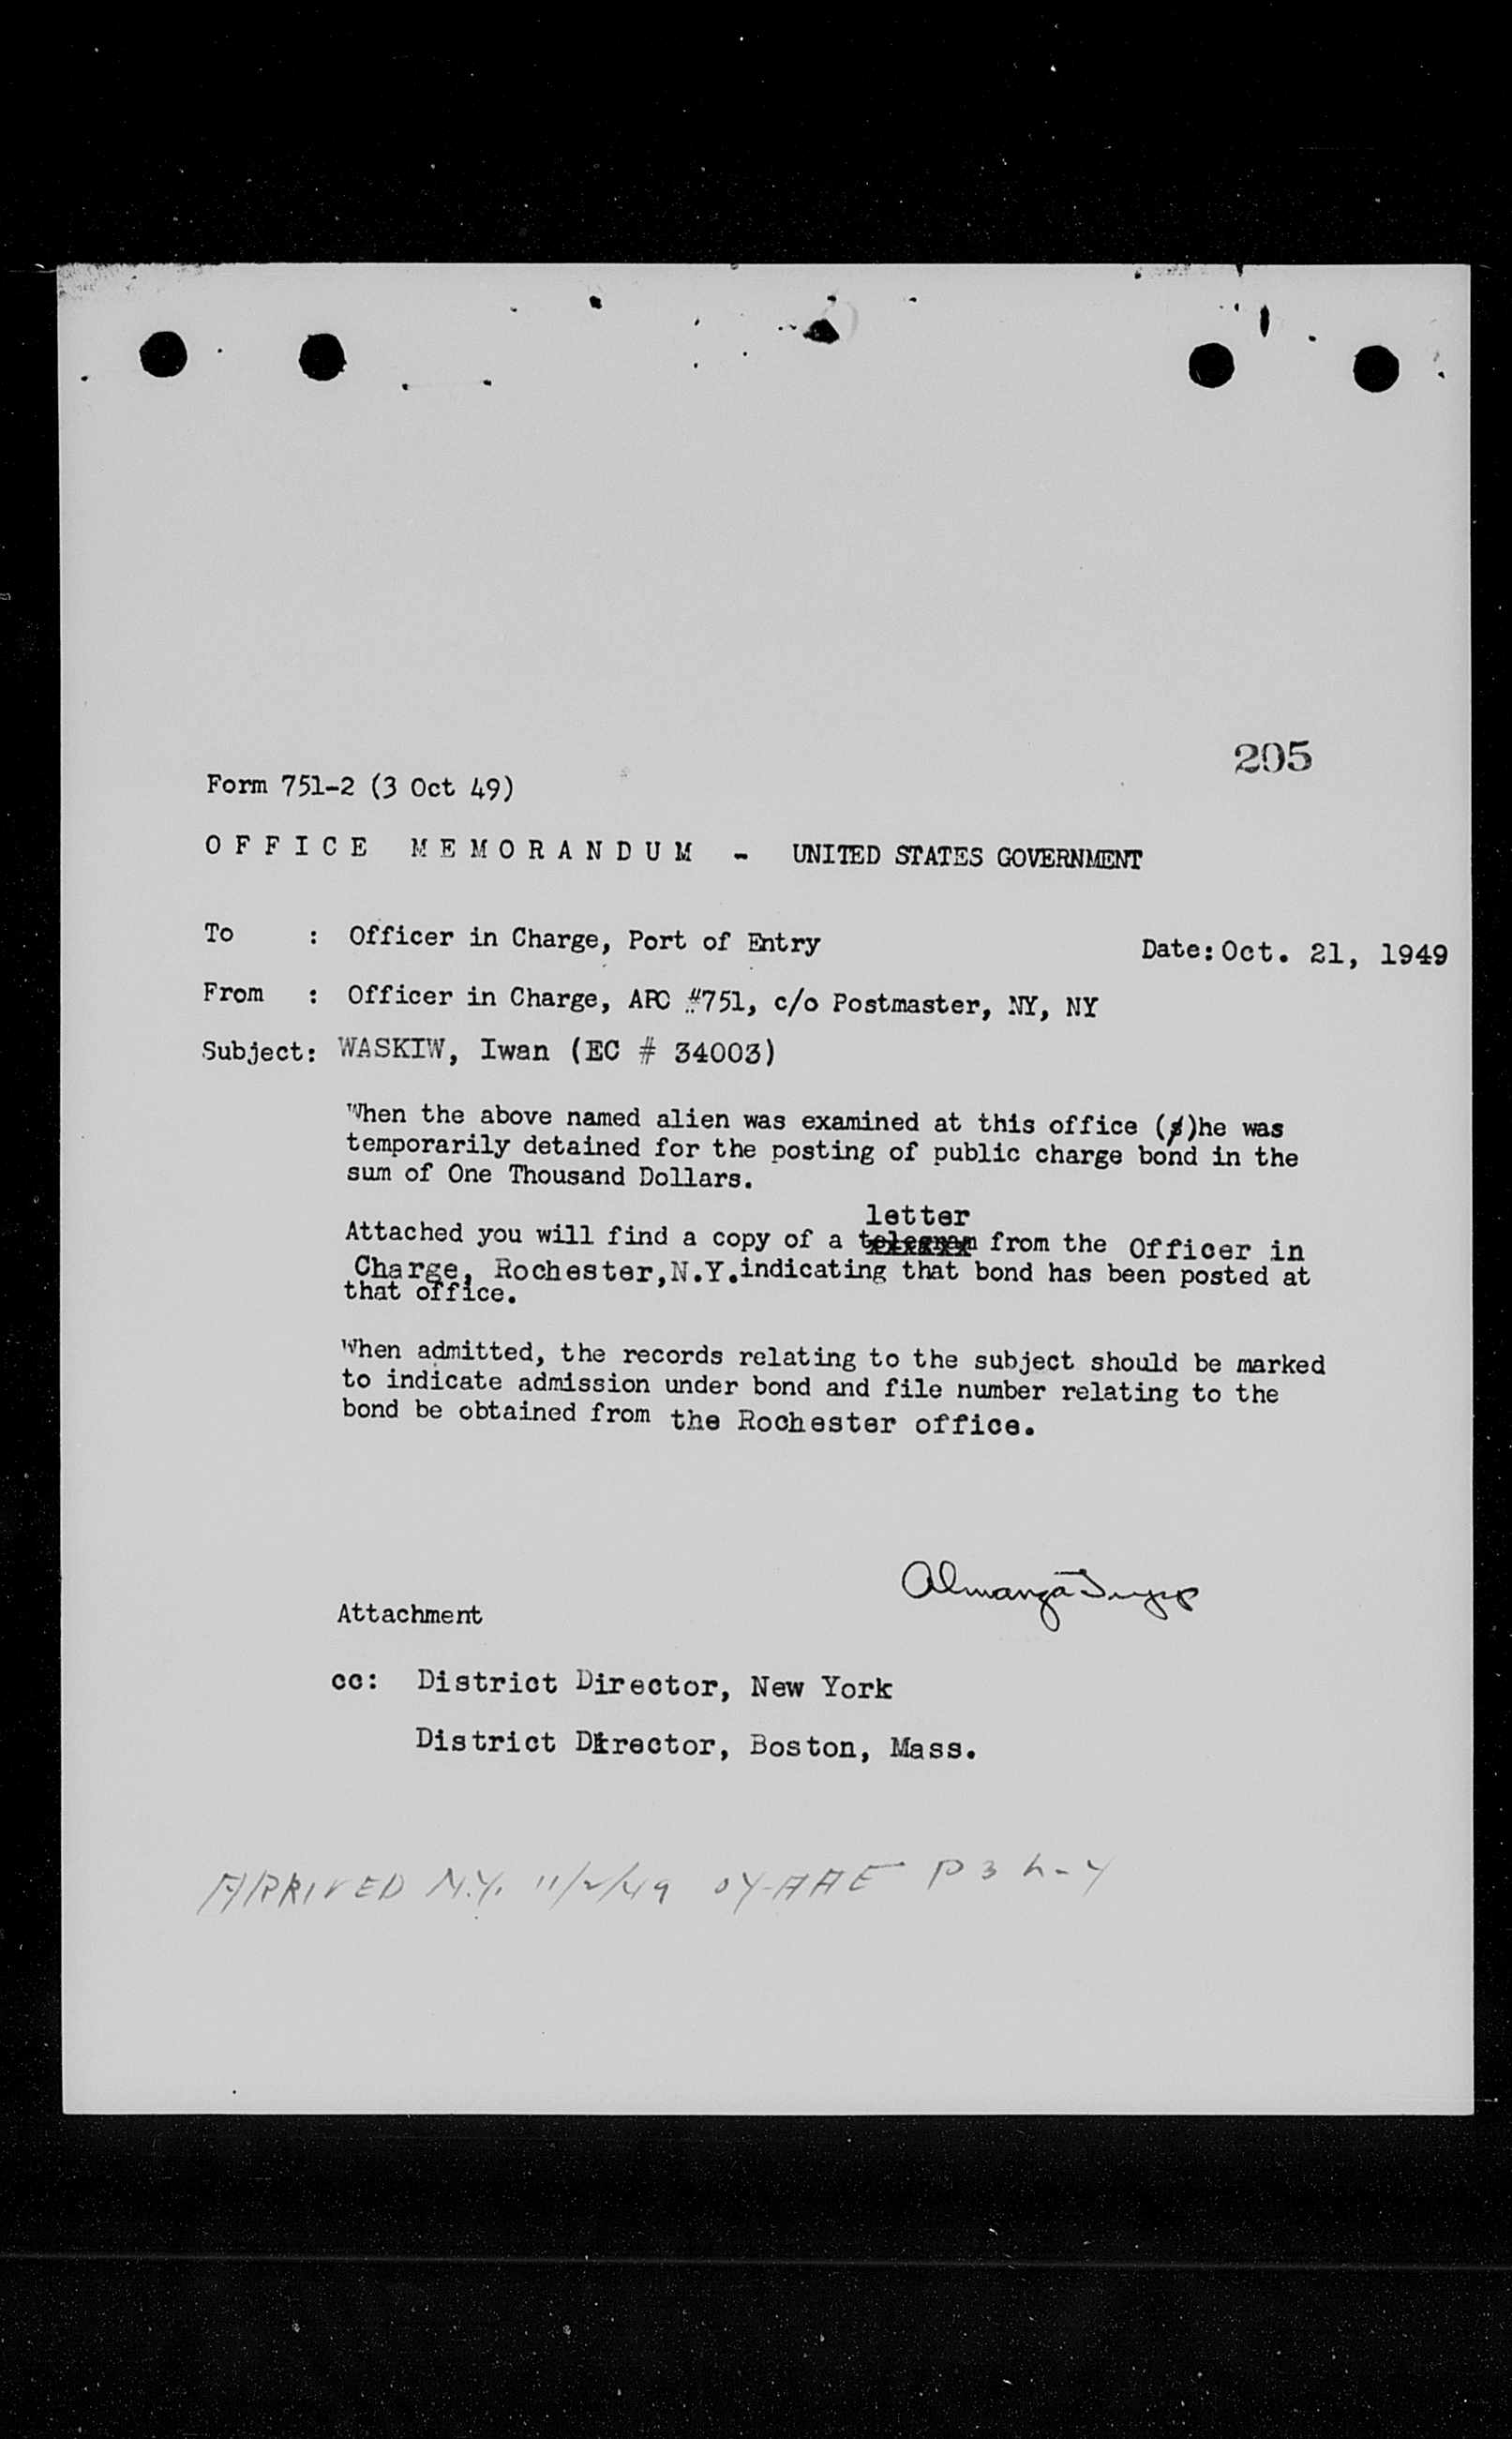 205
Form 751-2 (3 Oct 49)
OFFICE MEMORANDUM - UNITED STATES GOVERNMENT
To : Officer in Charge, Port of Entry
Date: Oct. 21, 1949
From : Officer in Charge, APO #751, c/o Postmaster, NY, NY
Subject: WASKIW, Iwan (EC # 34003)
When the above named alien was examined at this office (s)he was
temporarily detained for the posting of public charge bond in the
sum of One Thousand Dollars.
letter
Attached you will find a copy of a telegram from the Officer in
Charge, Rochester, N.Y. indicating that bond has been posted at
that office.
When admitted, the records relating to the subject should be marked
to indicate admission under bond and file number relating to the
bond be obtained from the Rochester office.
Attachment
cc: District Director, New York
District Director, Boston, Mass.
ARRIVED N.Y. 11/2/49 P3 L-4